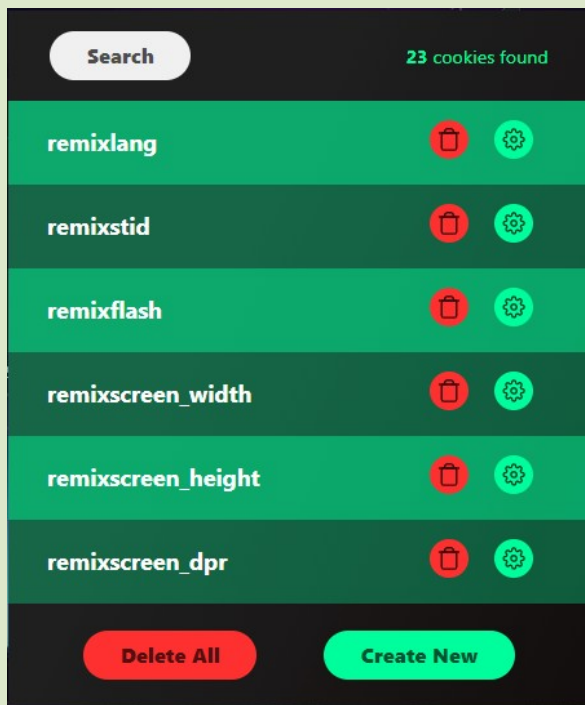 Search
23 cookies found
remixlang
remixstid
remixflash
remixscreen_width
remixscreen_height
remixscreen_dpr
Delete All
Create New